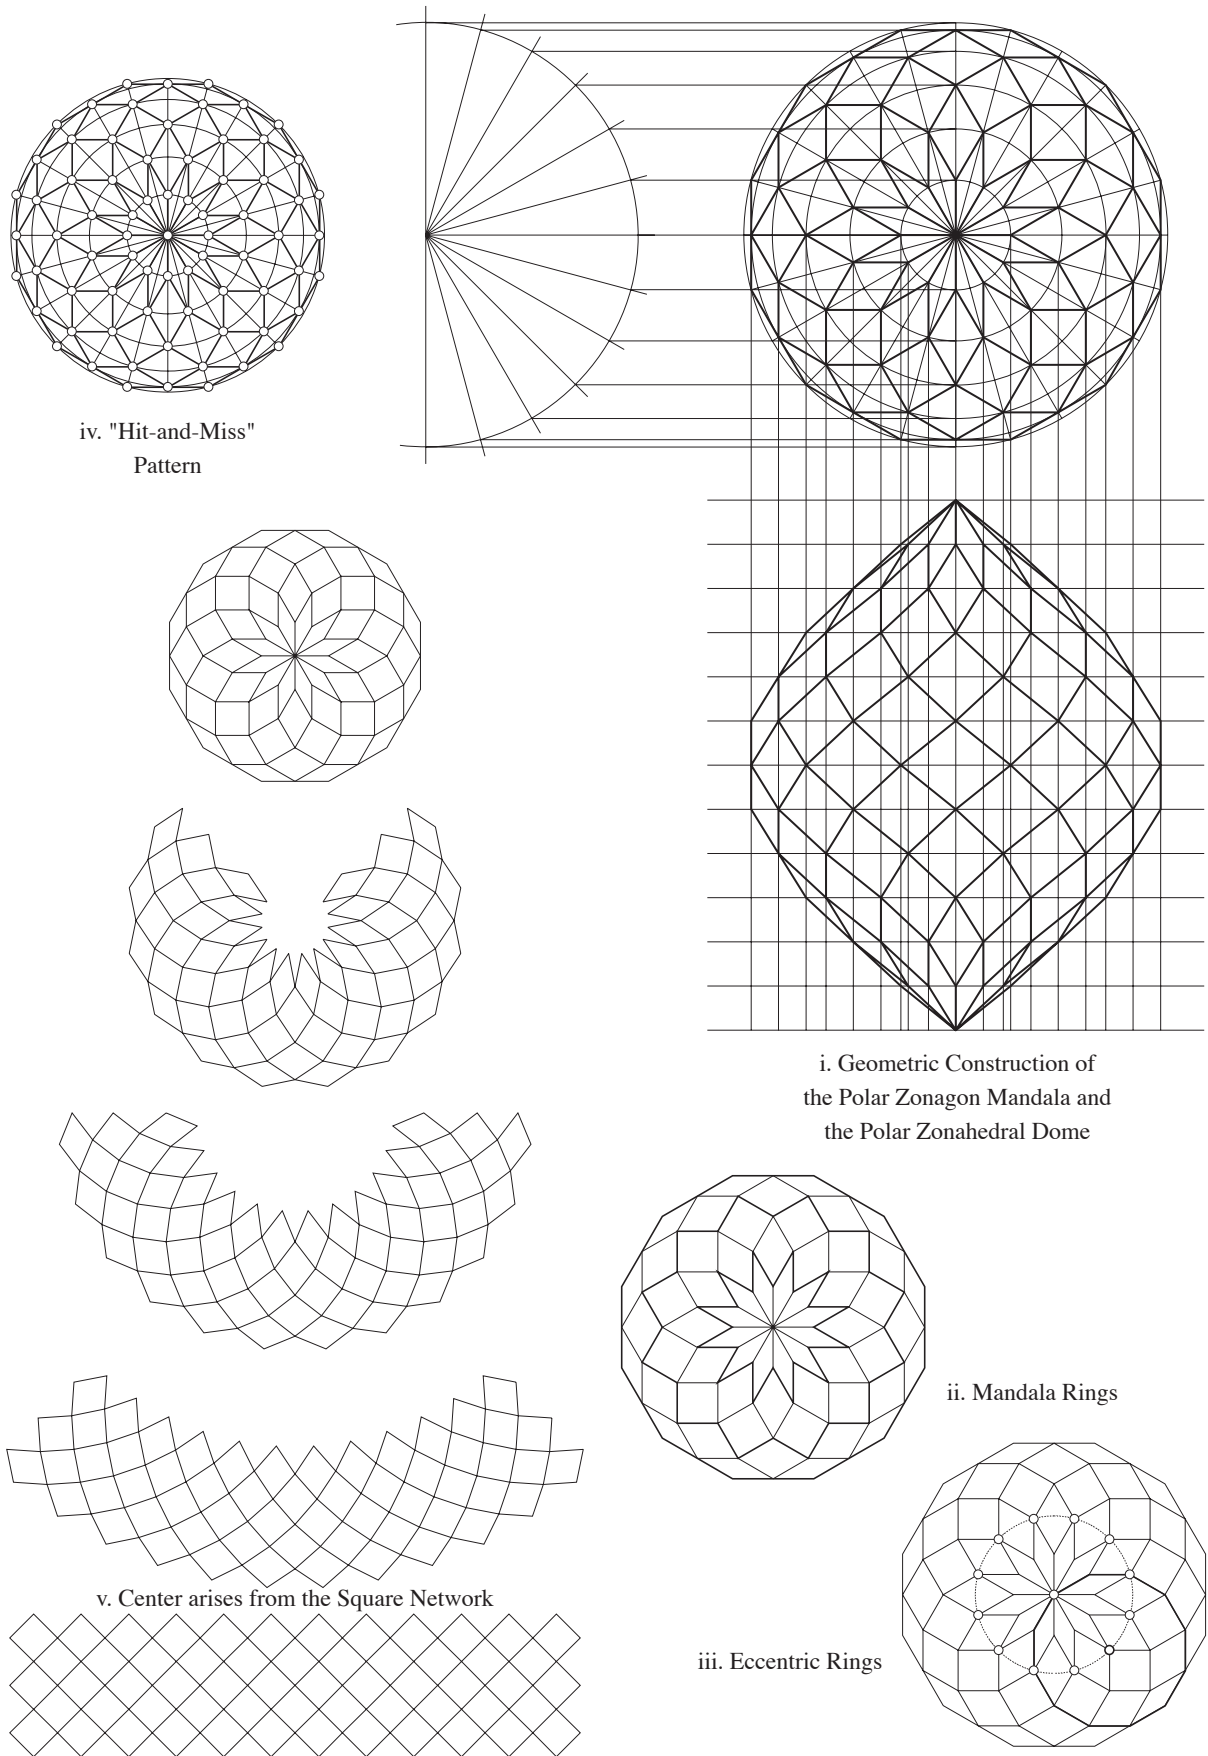 iv. "Hit-and-Miss"
Pattern
i. Geometric Construction of
the Polar Zonagon Mandala and
the Polar Zonahedral Dome
ii. Mandala Rings
v. Center arises from the Square Network
iii. Eccentric Rings